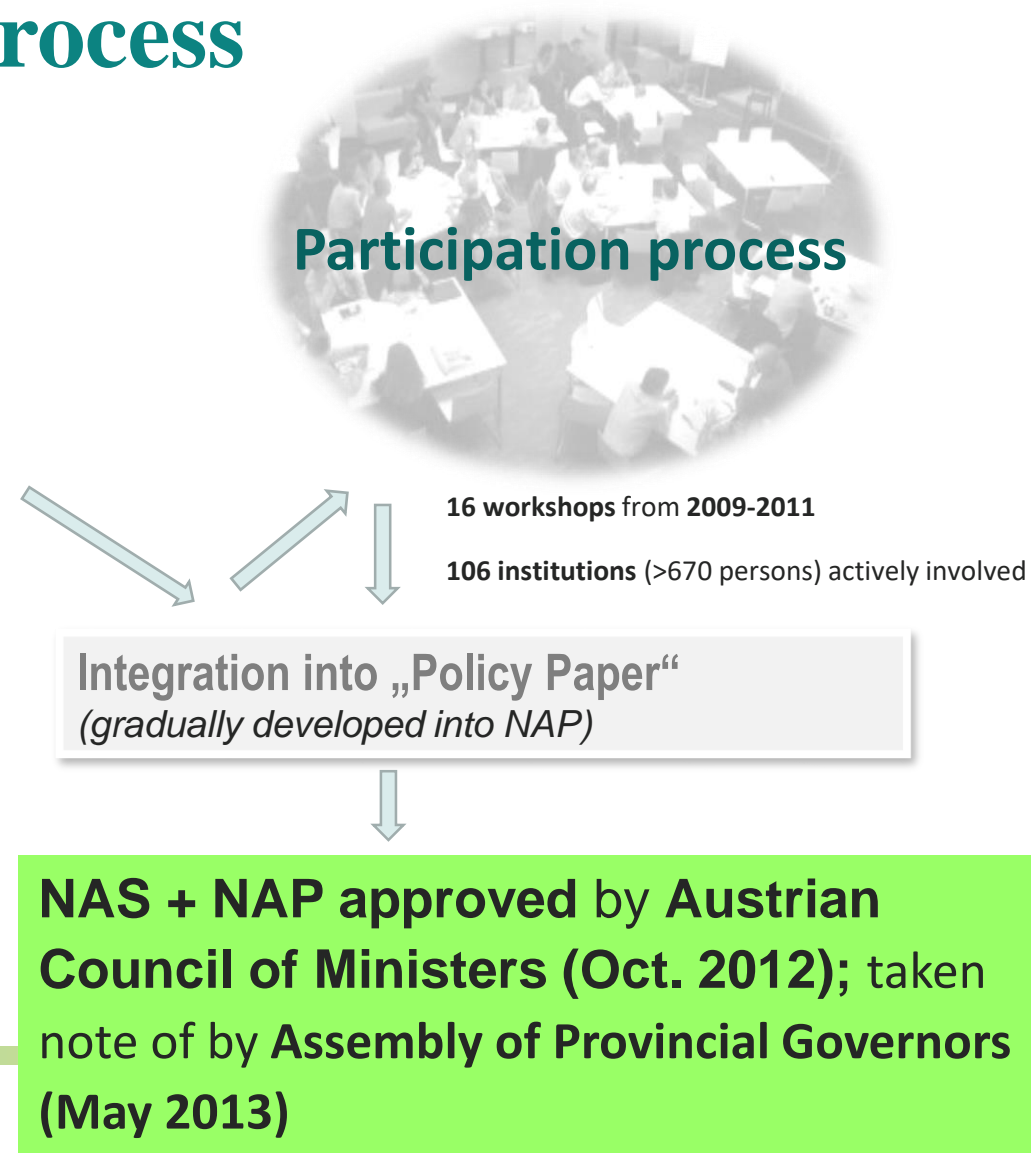 rocess
Participation process
16 workshops from 2009-2011
106 institutions (>670 persons) actively involved
Integration into „Policy Paper“
(gradually developed into NAP)
NAS + NAP approved by Austrian
Council of Ministers (Oct. 2012); taken
note of by Assembly of Provincial Governors
(May 2013)